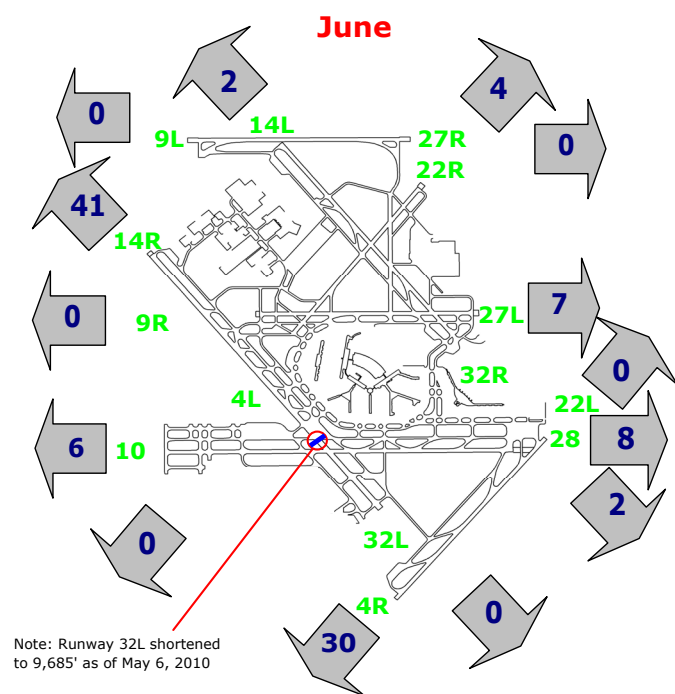 June
2
4
0
0
14L
9L
27R
22R
41
14R
0
9R
27L
7
32R
0
4L
22L
6
10
28
8
2
0
32L
4R
0
30
Note: Runway 32L shortened
to 9,685' as of May 6, 2010